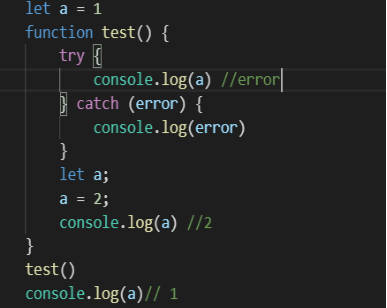 let a = 1
function test() {
    try {
        console.log(a) //error
    } catch (error) {
        console.log(error)
    }
    let a;
    a = 2;
    console.log(a) //2
}
test()
console.log(a)// 1